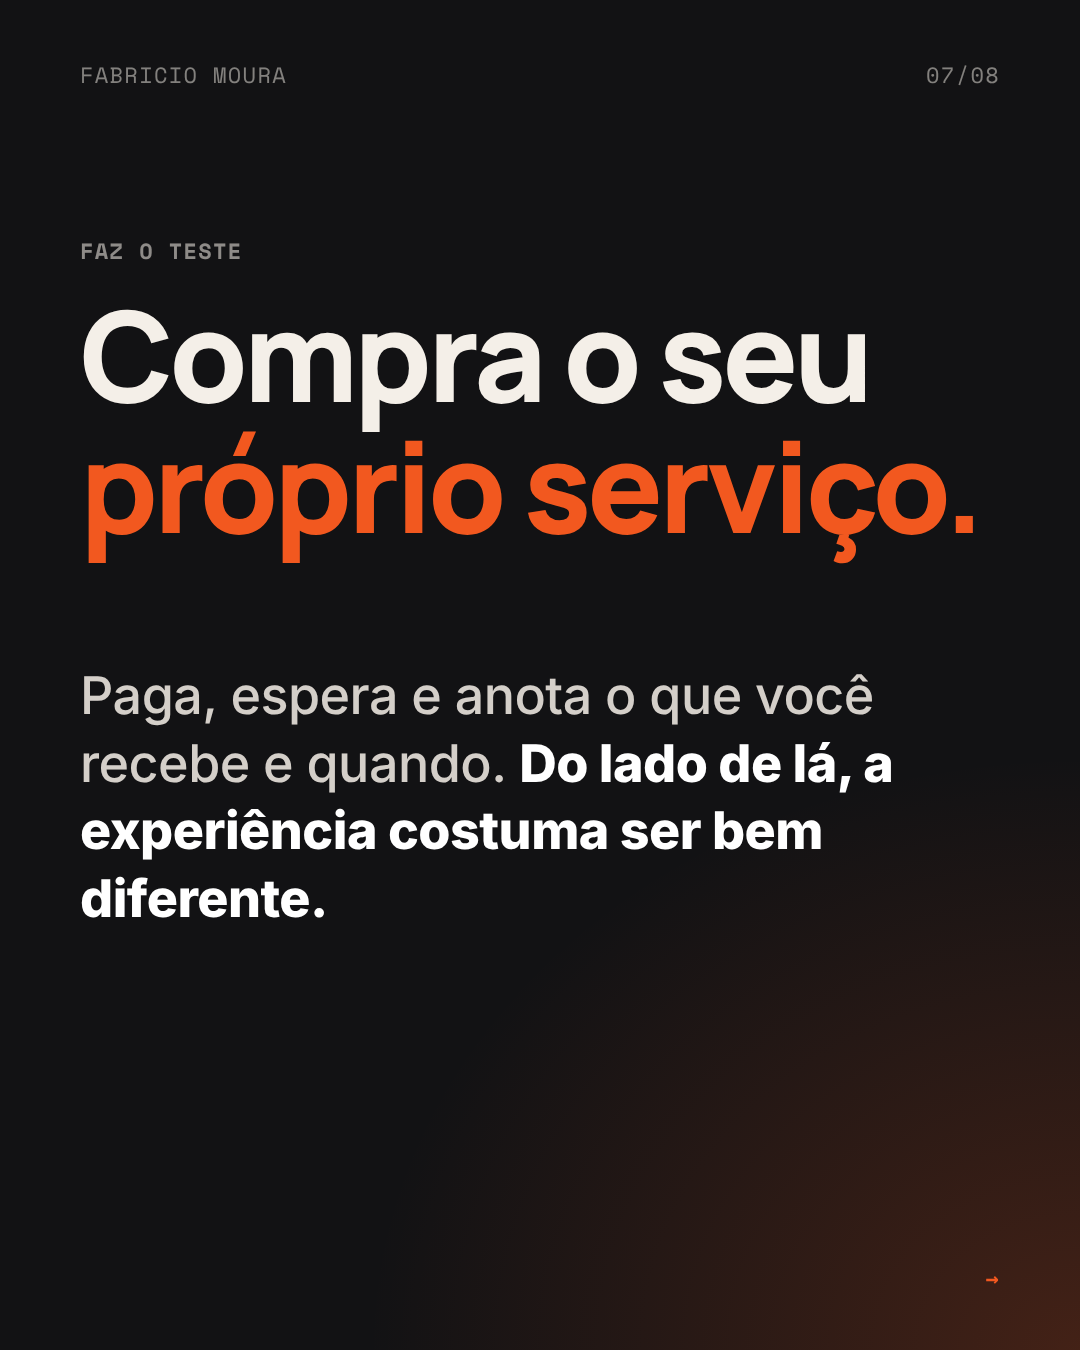 FABRICIO MOURA
07/08
FAZ O TESTE
Compra o seu
próprio serviço.
Paga, espera e anota o que você
recebe e quando. Do lado de lá, a
experiência costuma ser bem
diferente.
→